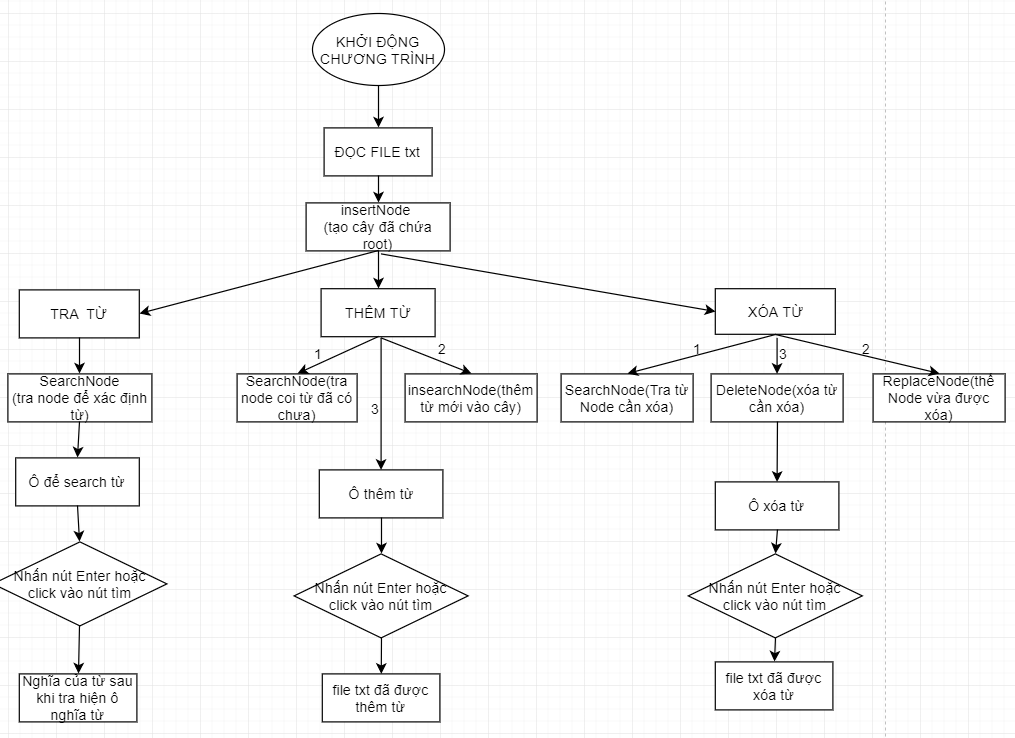 KHỞI ĐỘNG
CHƯƠNG TRÌNH
ĐỌC FILE txt
insertNode
(tạo cây đã chứa
root)
TRA TỪ
THÊM TỪ
XÓA TỪ
1
2
3
1
3
2
SearchNode
(tra node để xác định
từ)
SearchNode(tra
node coi từ đã có
chưa)
insearchNode(thêm
từ mới vào cây)
SearchNode(Tra từ
Node cần xóa)
DeleteNode(xóa từ
cần xóa)
ReplaceNode(thế
Node vừa được
xóa)
Ô để search từ
Ô thêm từ
Ô xóa từ
Nhấn nút Enter hoặc
click vào nút tìm
Nhấn nút Enter hoặc
click vào nút tìm
Nhấn nút Enter hoặc
click vào nút tìm
Nghĩa của từ sau
khi tra hiện ô
nghĩa từ
file txt đã được
thêm từ
file txt đã được
xóa từ